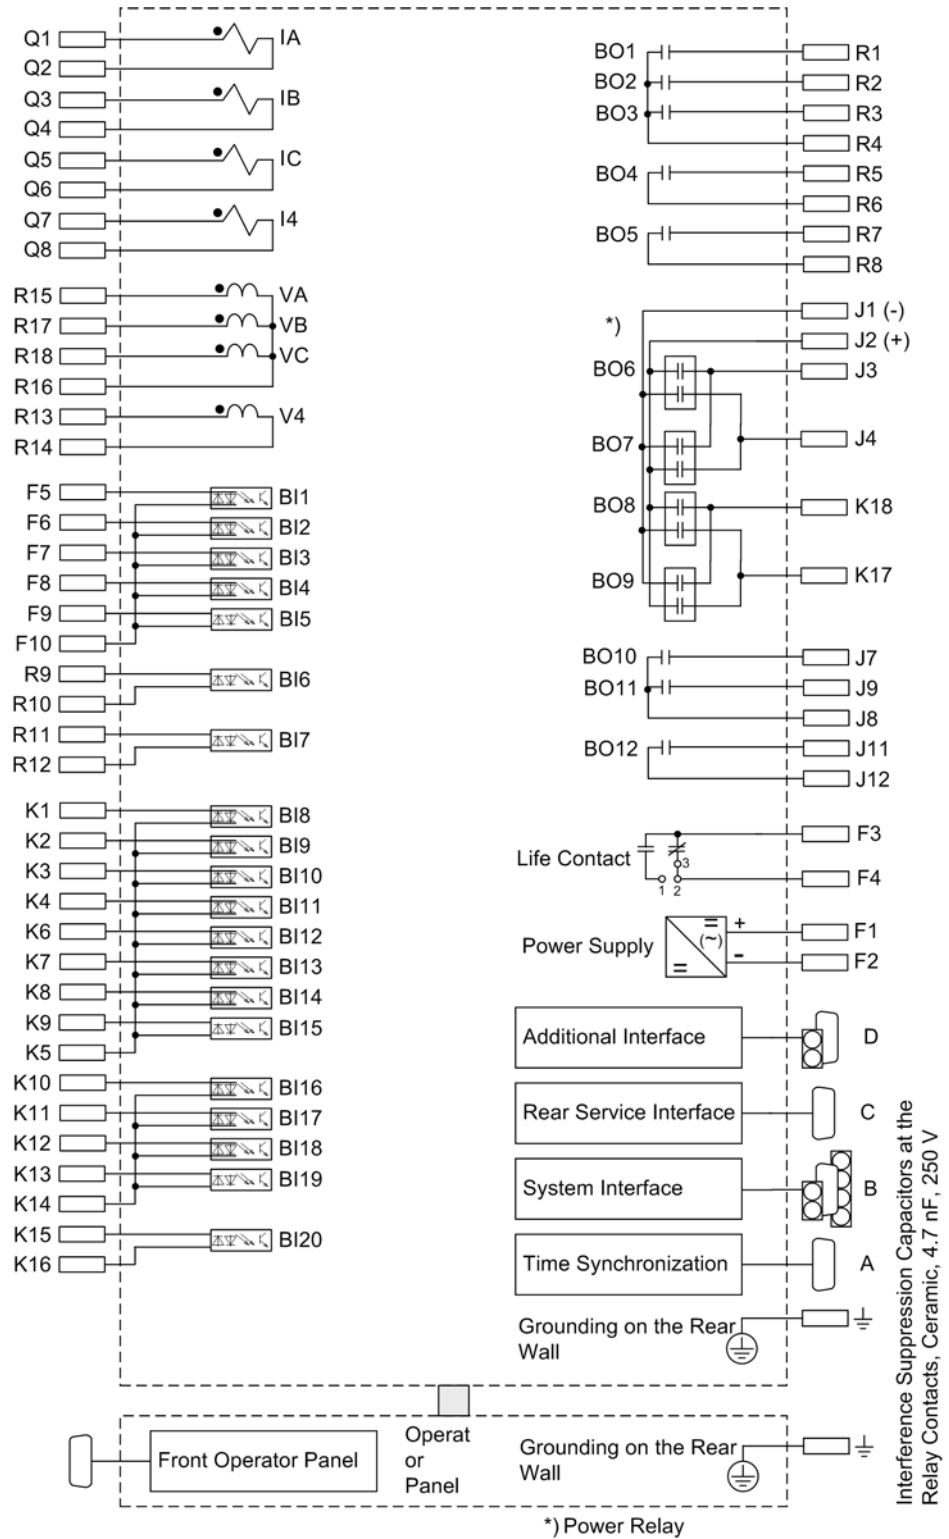 Q1
IA
Q2
Q3
IB
Q4
Q5
IC
Q6
Q7
I4
Q8
R15
VA
R17
VB
R18
VC
R16
R13
V4
R14
F5
BI1
F6
BI2
F7
BI3
F8
BI4
F9
BI5
F10
R9
BI6
R10
R11
BI7
R12
K1
BI8
K2
BI9
K3
BI10
K4
BI11
K6
BI12
K7
BI13
K8
BI14
K9
BI15
K5
K10
BI16
K11
BI17
K12
BI18
K13
BI19
K14
K15
BI20
K16
BO1
R1
BO2
R2
BO3
R3
R4
BO4
R5
R6
BO5
R7
R8
*)
J1 (-)
J2 (+)
BO6
J3
BO7
J4
BO8
K18
BO9
K17
BO10
J7
BO11
J9
J8
BO12
J11
J12
Life Contact
3
1 2
F3
F4
Power Supply
=
(~)
=
+
-
F1
F2
Additional Interface
D
Rear Service Interface
C
System Interface
B
Time Synchronization
A
Grounding on the Rear
Wall
Front Operator Panel
Operat
or
Panel
Grounding on the Rear
Wall
*) Power Relay
Interference Suppression Capacitors at the
Relay Contacts, Ceramic, 4.7 nF, 250 V